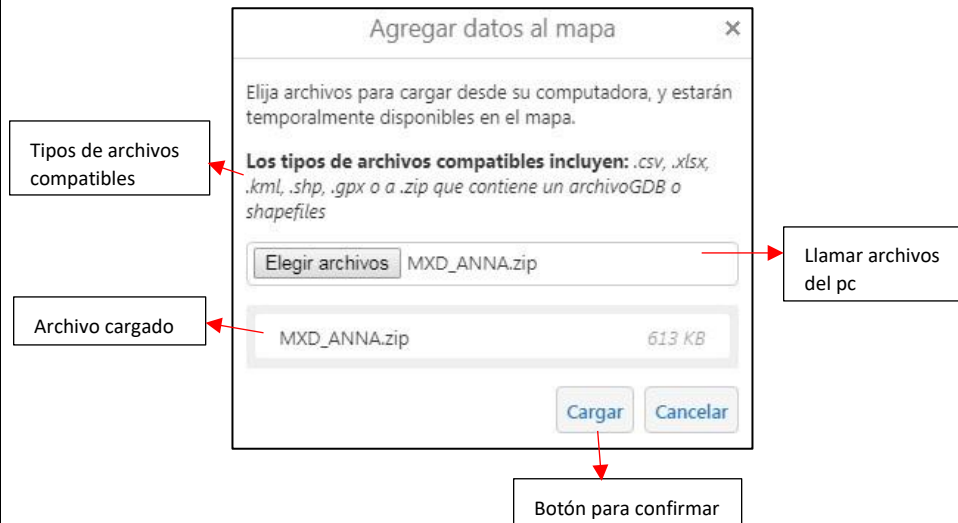 Agregar datos al mapa ×
Elija archivos para cargar desde su computadora, y estarán
temporalmente disponibles en el mapa.
Tipos de archivos
compatibles
Los tipos de archivos compatibles incluyen: .csv, .xlsx,
.kml, .shp, .gpx o a .zip que contiene un archivoGDB o
shapefiles
Elegir archivos MXD_ANNA.zip
Llamar archivos
del pc
Archivo cargado
MXD_ANNA.zip 613 KB
Cargar Cancelar
Botón para confirmar